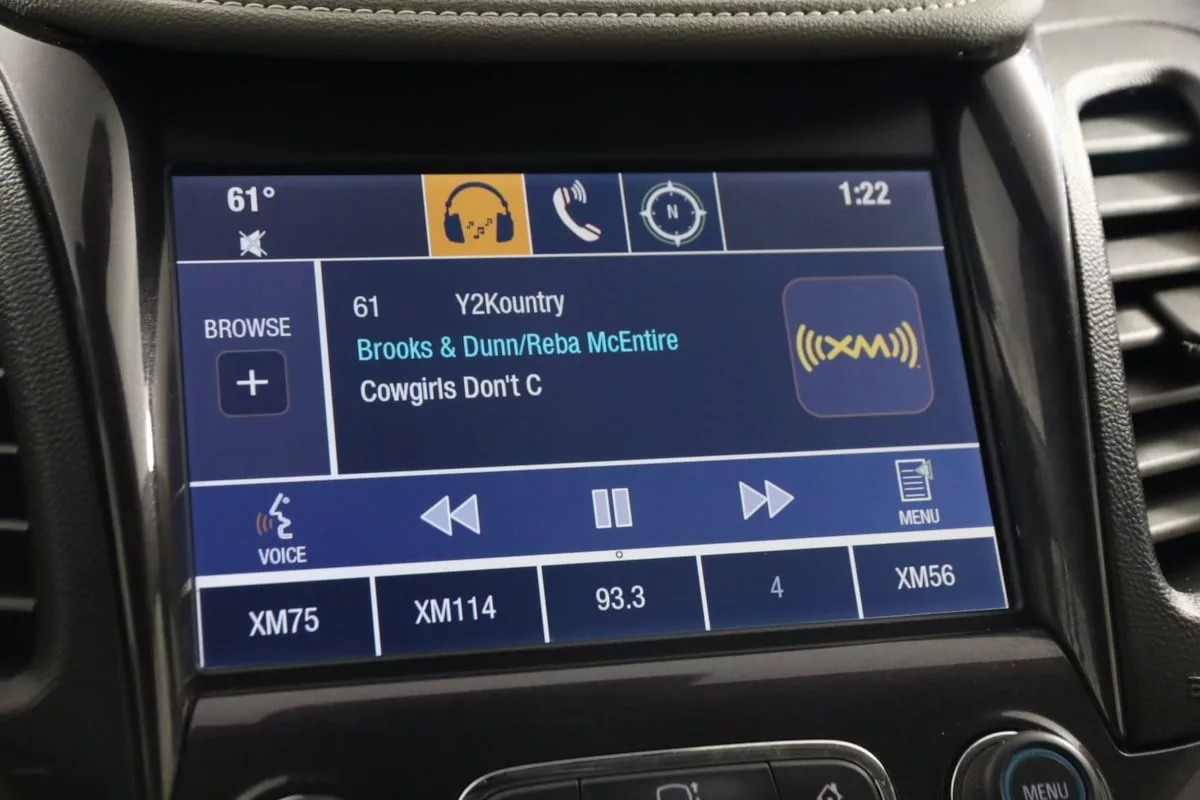 61°
1:22
N
BROWSE
+
61 Y2Kountry
Brooks & Dunn/Reba McEntire
Cowgirls Don't C
((XM))
VOICE
MENU
XM75
XM114
93.3
4
XM56
MENU